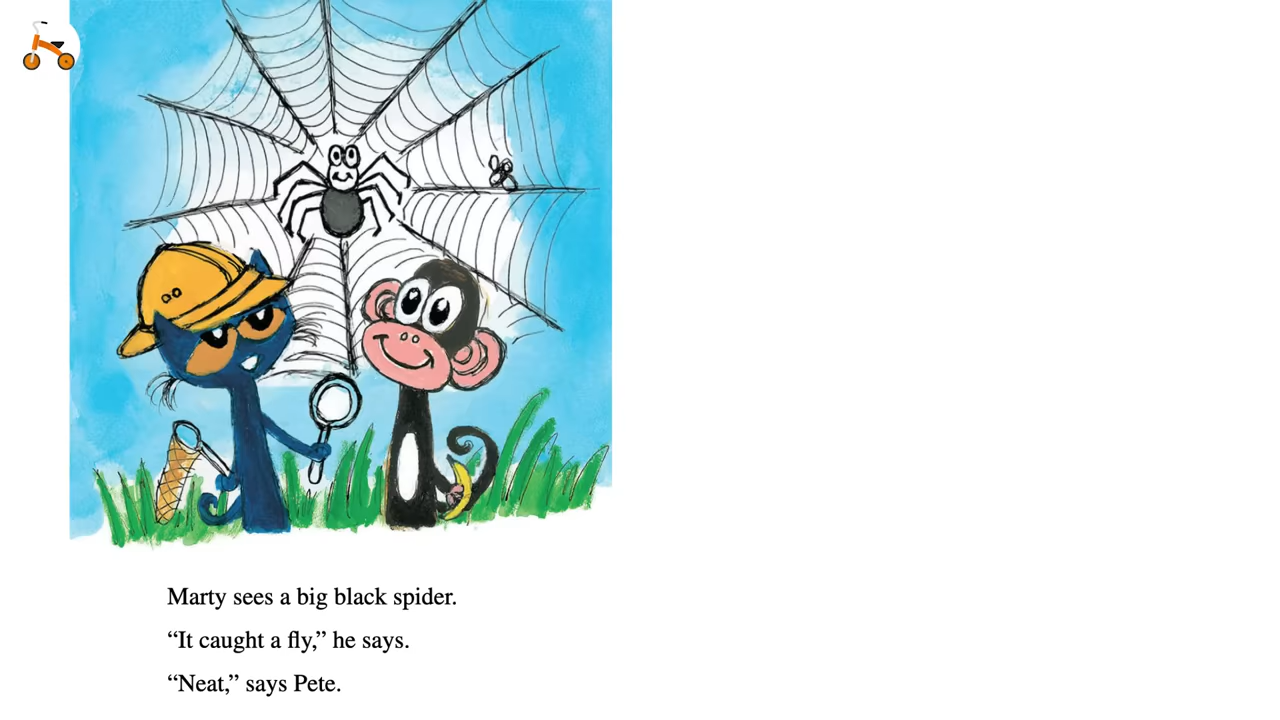 Marty sees a big black spider.
“It caught a fly,” he says.
“Neat,” says Pete.